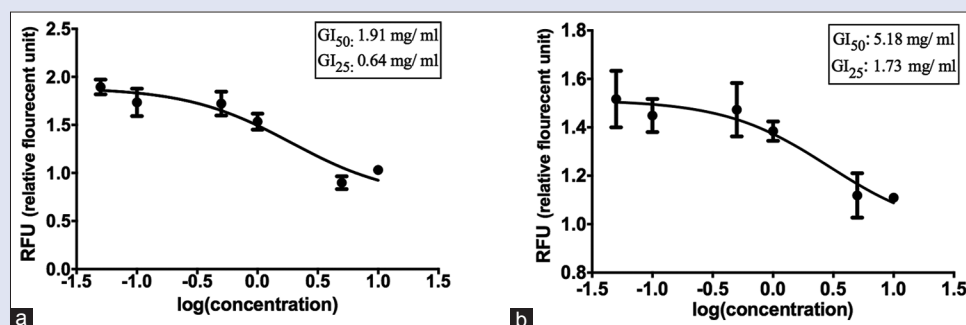 GI50: 1.91 mg/ ml
GI25: 0.64 mg/ ml
RFU (relative flourecent unit)
2.5
2.0
1.5
1.0
0.5
0.0
-1.5 -1.0 -0.5 0.0 0.5 1.0 1.5
log(concentration)
a
GI50: 5.18 mg/ ml
GI25: 1.73 mg/ ml
RFU (relative flourecent unit)
1.8
1.6
1.4
1.2
1.0
0.8
-1.5 -1.0 -0.5 0.0 0.5 1.0 1.5
log(concentration)
b